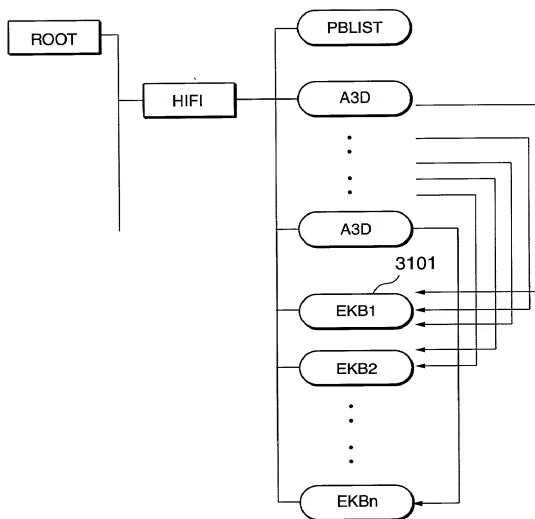 ROOT
HIFI
PBLIST
A3D
A3D
3101
EKB1
EKB2
EKBn